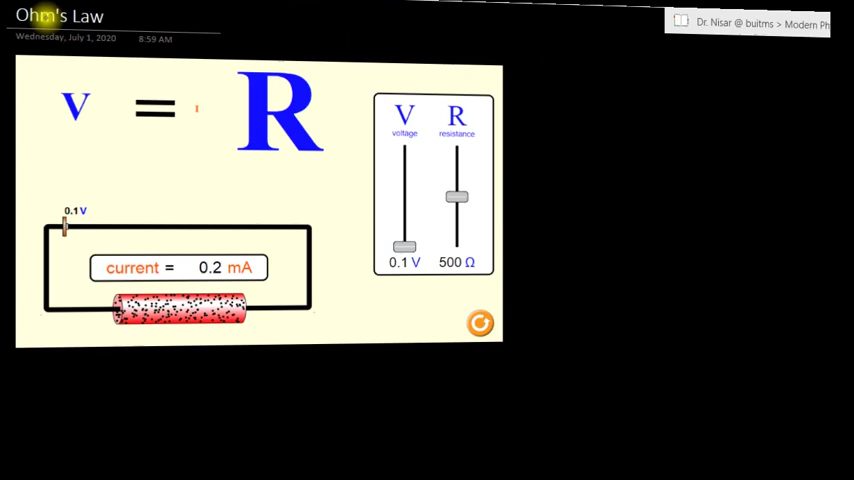 Ohm's Law
Wednesday, July 1, 2020 8:59 AM
Dr. Nisar @ buitms > Modern Ph
V = I R
V R
voltage resistance
0.1 V
current = 0.2 mA
0.1 V 500 Ω